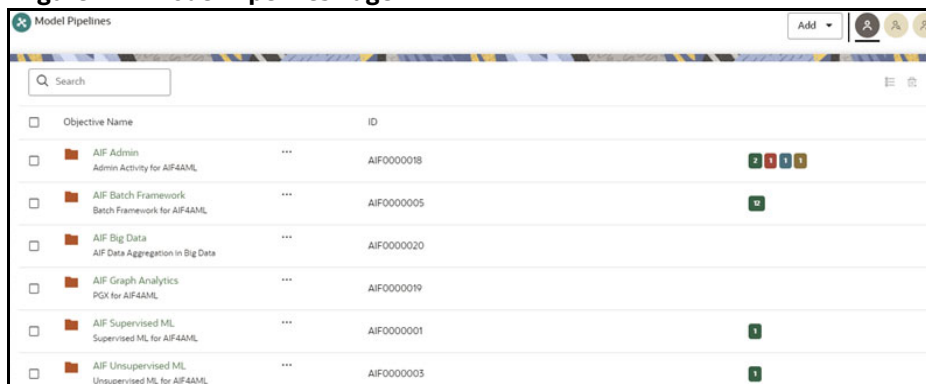 Model Pipelines
Add
Search
Objective Name ID
AIF Admin ... AIF0000018 2 1 1 1
Admin Activity for AIF4AML
AIF Batch Framework ... AIF0000005 12
Batch Framework for AIF4AML
AIF Big Data ... AIF0000020
AIF Data Aggregation in Big Data
AIF Graph Analytics ... AIF0000019
PGX for AIF4AML
AIF Supervised ML ... AIF0000001 1
Supervised ML for AIF4AML
AIF Unsupervised ML ... AIF0000003 1
Unsupervised ML for AIF4AML